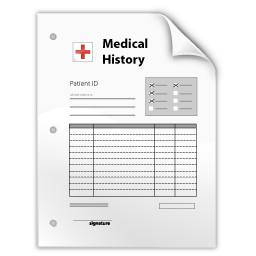 Medical
History
Patient ID
signature